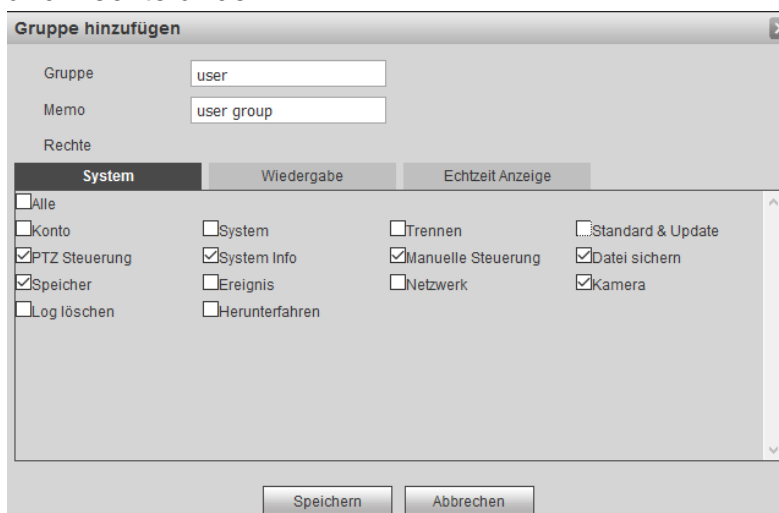 Gruppe hinzufügen
Gruppe user
Memo user group
Rechte
System Wiedergabe Echtzeit Anzeige
Alle
Konto System Trennen Standard & Update
PTZ Steuerung System Info Manuelle Steuerung Datei sichern
Speicher Ereignis Netzwerk Kamera
Log löschen Herunterfahren
Speichern Abbrechen